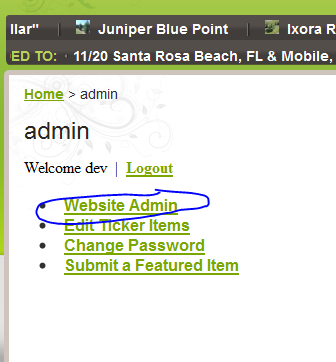 llar" | Juniper Blue Point | Ixora R
ED TO: · 11/20 Santa Rosa Beach, FL & Mobile,
Home > admin
admin
Welcome dev | Logout
• Website Admin
• Edit Ticker Items
• Change Password
• Submit a Featured Item